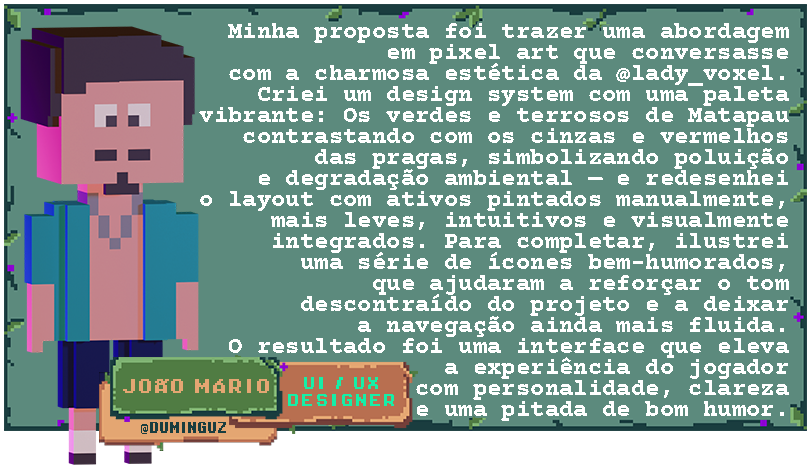 Minha proposta foi trazer uma abordagem
em pixel art que conversasse
com a charmosa estética da @lady_voxel.
Criei um design system com uma paleta
vibrante: Os verdes e terrosos de Matapau
contrastando com os cinzas e vermelhos
das pragas, simbolizando poluição
e degradação ambiental — e redesenhei
o layout com ativos pintados manualmente,
mais leves, intuitivos e visualmente
integrados. Para completar, ilustrei
uma série de ícones bem-humorados,
que ajudaram a reforçar o tom
descontraído do projeto e a deixar
a navegação ainda mais fluida.
O resultado foi uma interface que eleva
a experiência do jogador
com personalidade, clareza
e uma pitada de bom humor.
JOÃO MÁRIO
UI / UX
DESIGNER
@DUMINGUZ